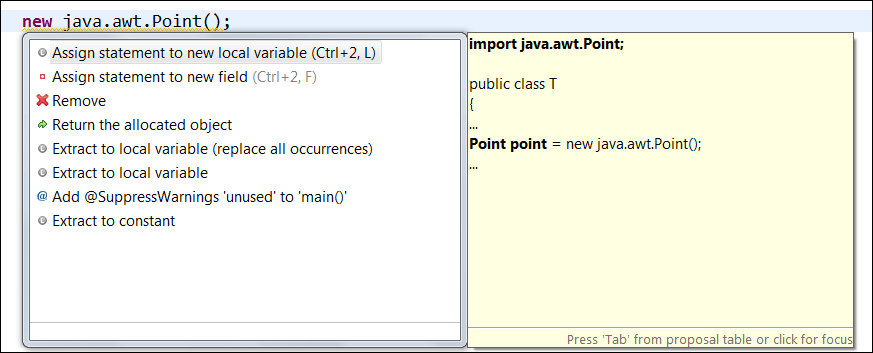 new java.awt.Point();
Assign statement to new local variable (Ctrl+2, L)
Assign statement to new field (Ctrl+2, F)
Remove
Return the allocated object
Extract to local variable (replace all occurrences)
Extract to local variable
@ Add @SuppressWarnings 'unused' to 'main()'
Extract to constant
import java.awt.Point;
public class T
{
...
Point point = new java.awt.Point();
...
Press 'Tab' from proposal table or click for focus